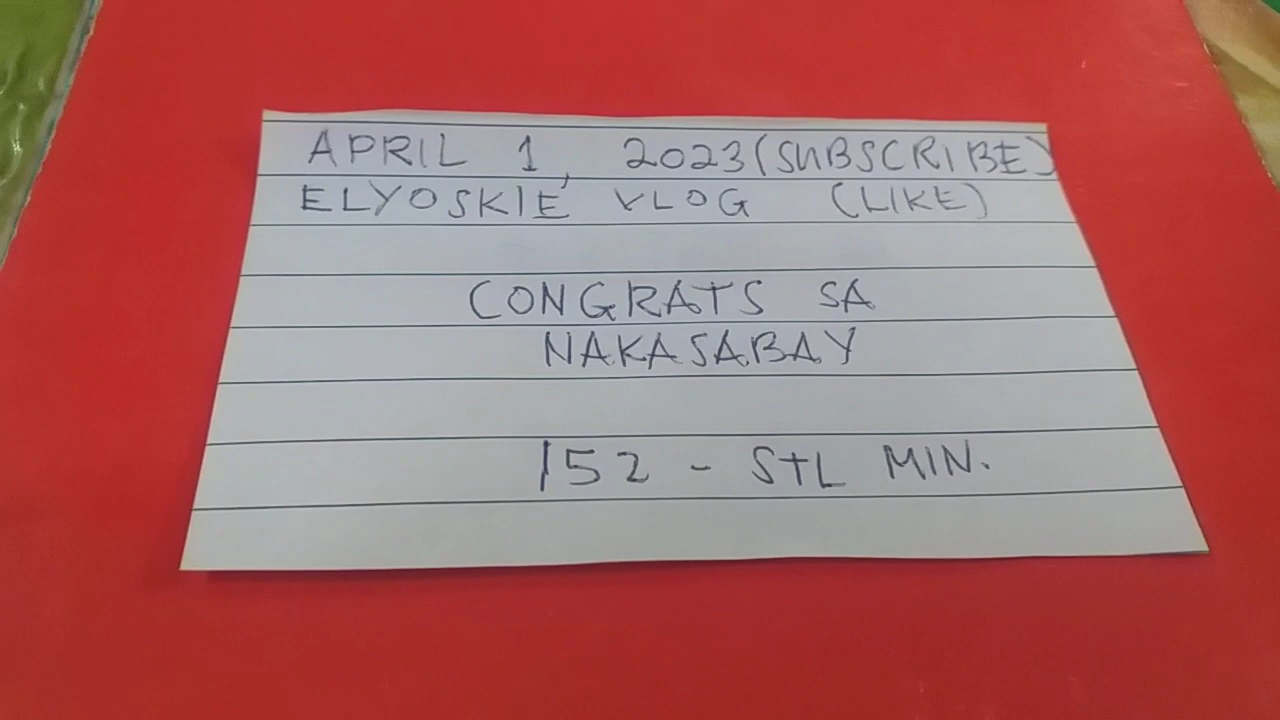 APRIL 1, 2023 (SUBSCRIBE)
ELYOSKIE VLOG (LIKE)
CONGRATS SA
NAKASABAY
152 - STL MIN.